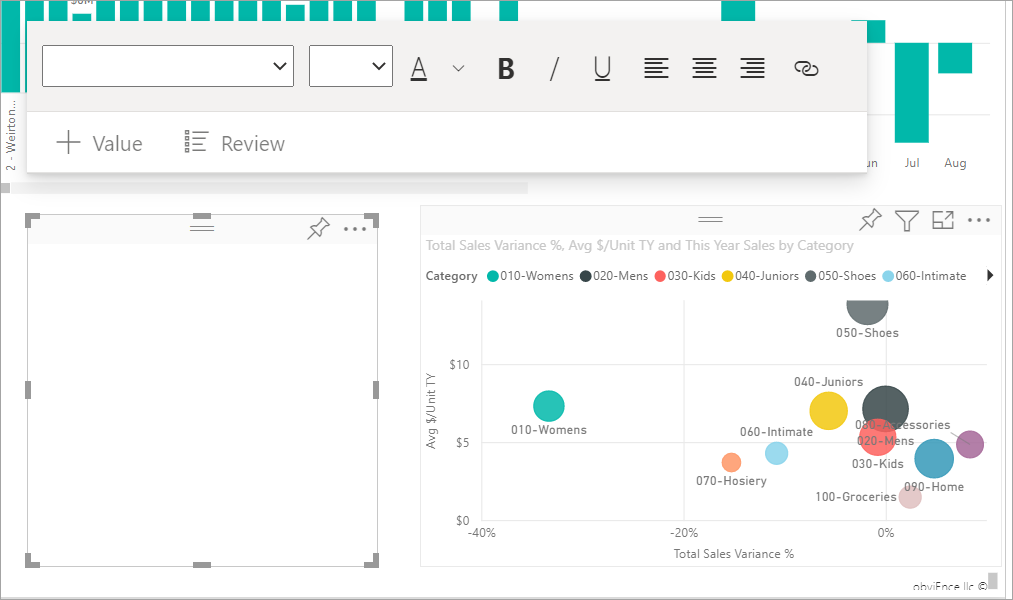 2 - Weirton...
A
B
/
U
Value
Review
un
Jul
Aug
Total Sales Variance %, Avg $/Unit TY and This Year Sales by Category
Category 010-Womens 020-Mens 030-Kids 040-Juniors 050-Shoes 060-Intimate
050-Shoes
$10
040-Juniors
Avg $/Unit TY
010-Womens
080-Accessories
060-Intimate
$5
020-Mens
030-Kids
070-Hosiery
090-Home
100-Groceries
$0
-40%
-20%
0%
Total Sales Variance %
obviEnce llc ©